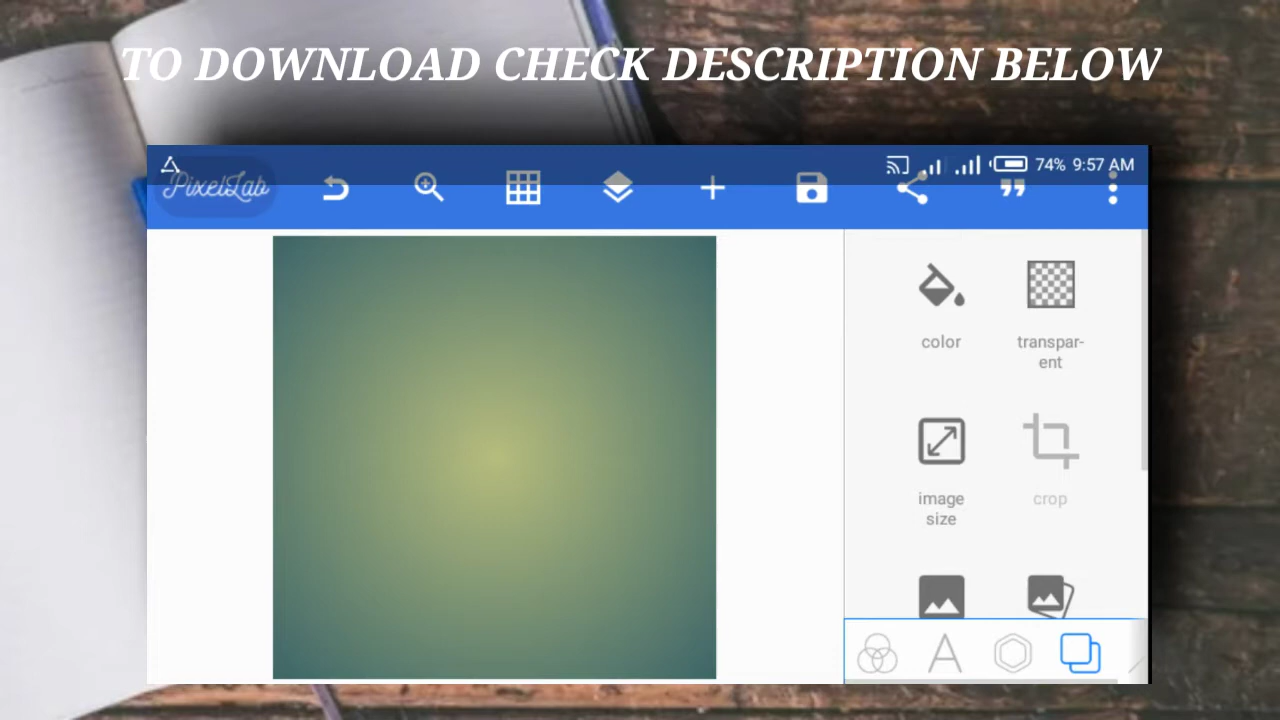 TO DOWNLOAD CHECK DESCRIPTION BELOW
74% 9:57 AM
PixelLab
color
transpar-
ent
image
size
crop